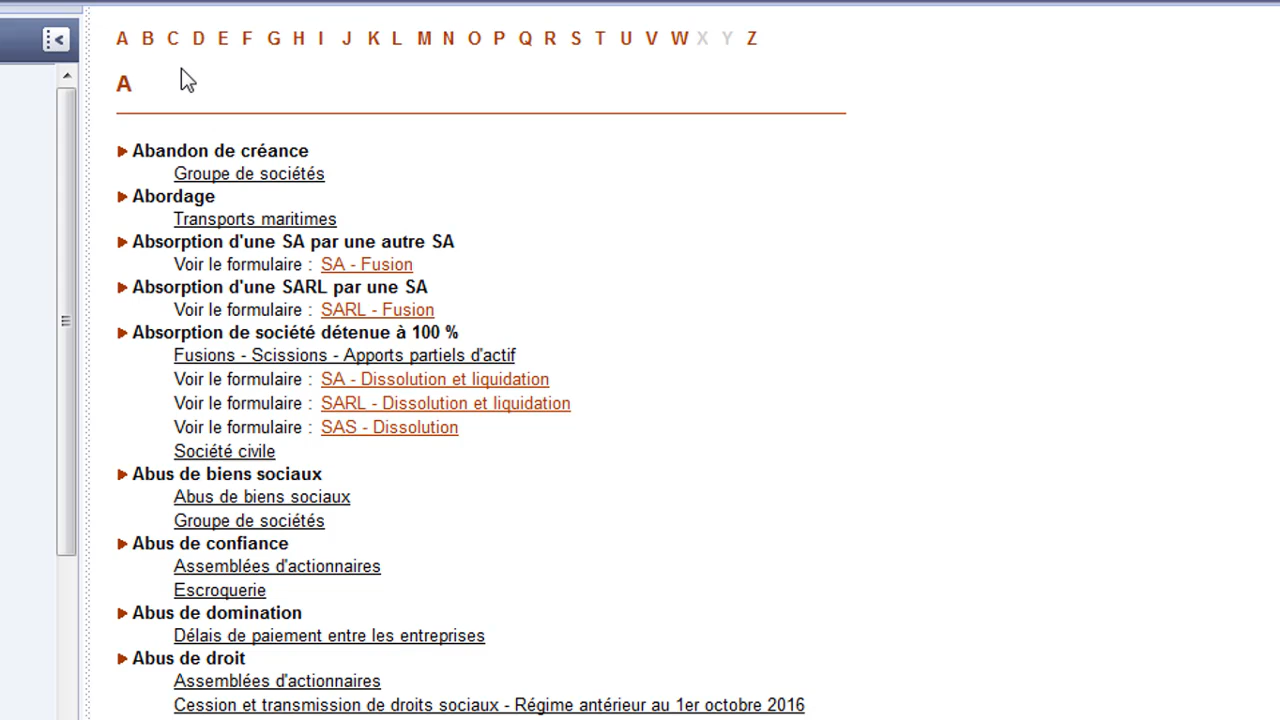 A B C D E F G H I J K L M N O P Q R S T U V W X Y Z
A
Abandon de créance
Groupe de sociétés
Abordage
Transports maritimes
Absorption d'une SA par une autre SA
Voir le formulaire : SA - Fusion
Absorption d'une SARL par une SA
Voir le formulaire : SARL - Fusion
Absorption de société détenue à 100 %
Fusions - Scissions - Apports partiels d'actif
Voir le formulaire : SA - Dissolution et liquidation
Voir le formulaire : SARL - Dissolution et liquidation
Voir le formulaire : SAS - Dissolution
Société civile
Abus de biens sociaux
Abus de biens sociaux
Groupe de sociétés
Abus de confiance
Assemblées d'actionnaires
Escroquerie
Abus de domination
Délais de paiement entre les entreprises
Abus de droit
Assemblées d'actionnaires
Cession et transmission de droits sociaux - Régime antérieur au 1er octobre 2016